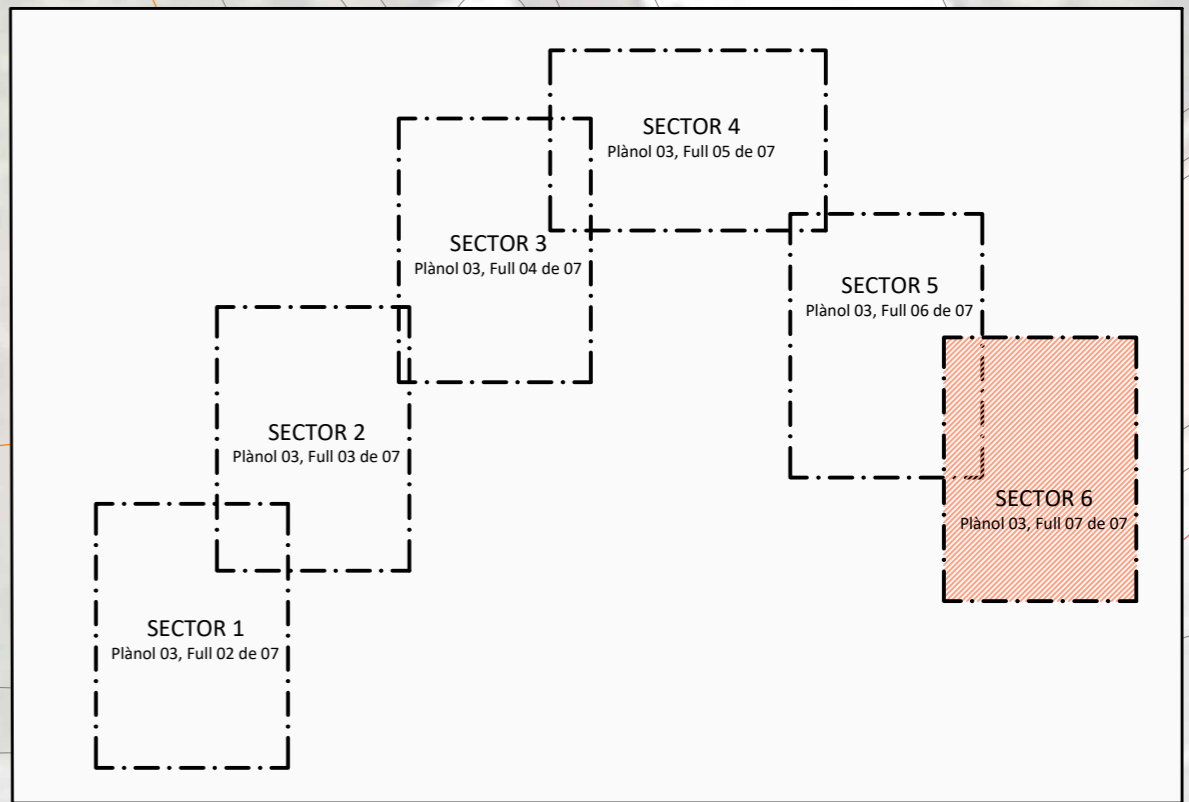 SECTOR 4
Plànol 03, Full 05 de 07
SECTOR 3
Plànol 03, Full 04 de 07
SECTOR 5
Plànol 03, Full 06 de 07
SECTOR 2
Plànol 03, Full 03 de 07
SECTOR 6
Plànol 03, Full 07 de 07
SECTOR 1
Plànol 03, Full 02 de 07